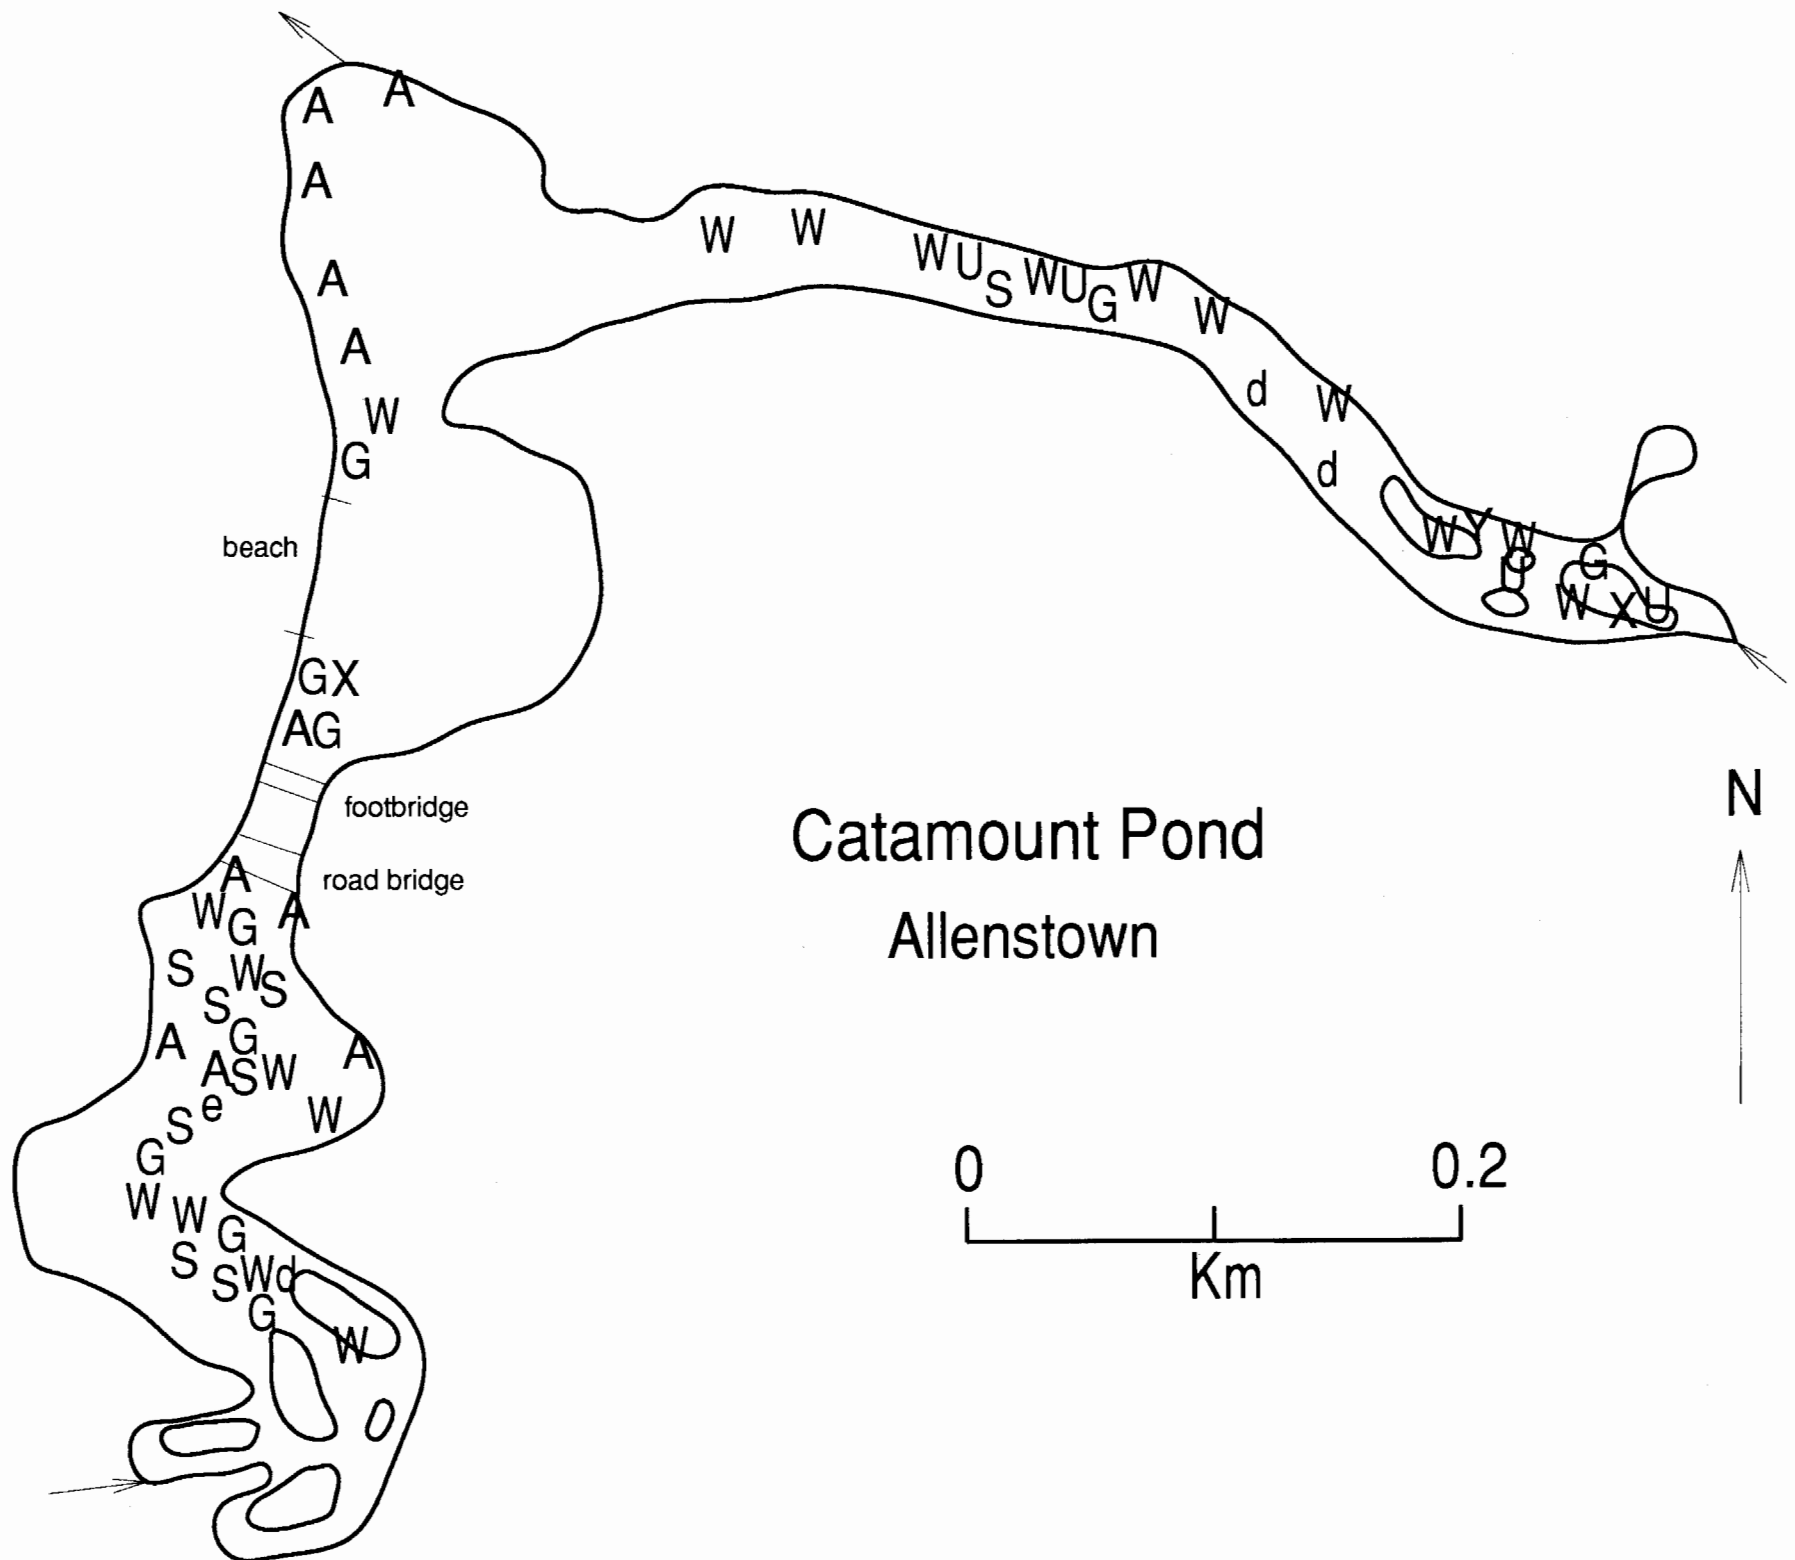 A A
A
A
A
W
G
W W W U S W U G W W
d W
d
W Y W G
U
W X U
beach
G X
A G
footbridge
road bridge
A
W G A
S W S
S
G
A A S W A
S e W
G
W W G
S S W d
G
W
Catamount Pond
Allenstown
N
0 0.2
Km